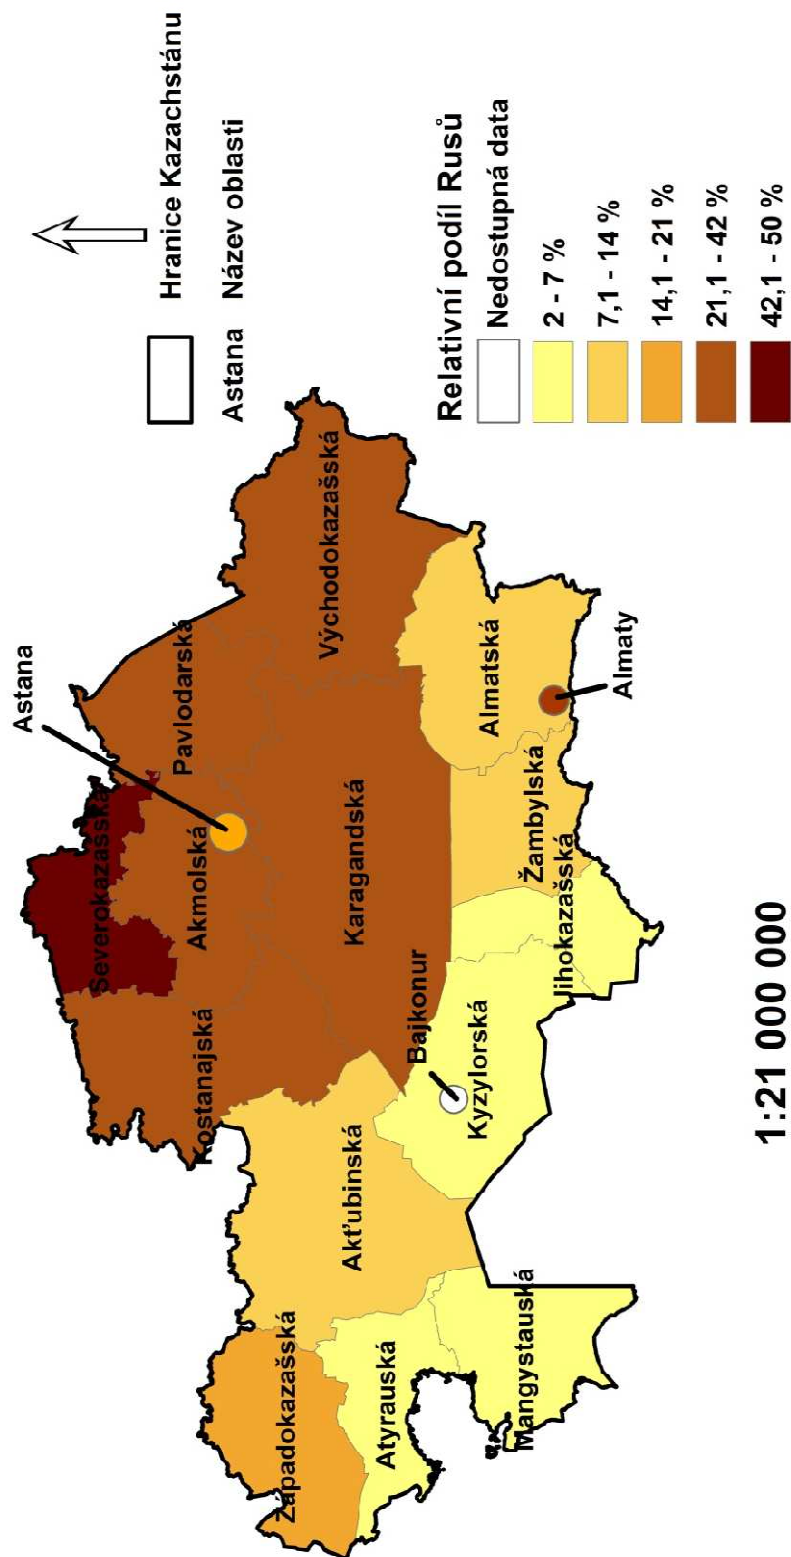 Astana
Severokazašská
Pavlodarská
Kostanajská
Akmolská
Západokazašská
Východokazašská
Akťubinská
Karagandská
Atyrauská
Bajkonur
Kyzylorská
Almatská
Mangystauská
Žambylská
Jihokazašská
Almaty
Hranice Kazachstánu
Astana Název oblasti
Relativní podíl Rusů
Nedostupná data
2 - 7 %
7,1 - 14 %
14,1 - 21 %
21,1 - 42 %
42,1 - 50 %
1:21 000 000